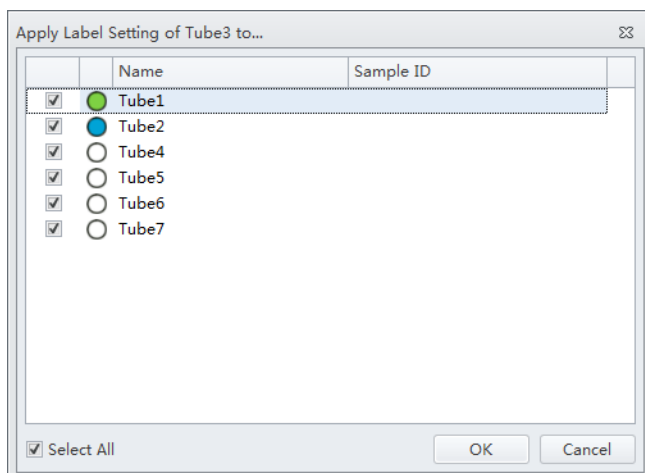 Apply Label Setting of Tube3 to...
Name Sample ID
Tube1
Tube2
Tube4
Tube5
Tube6
Tube7
Select All OK Cancel